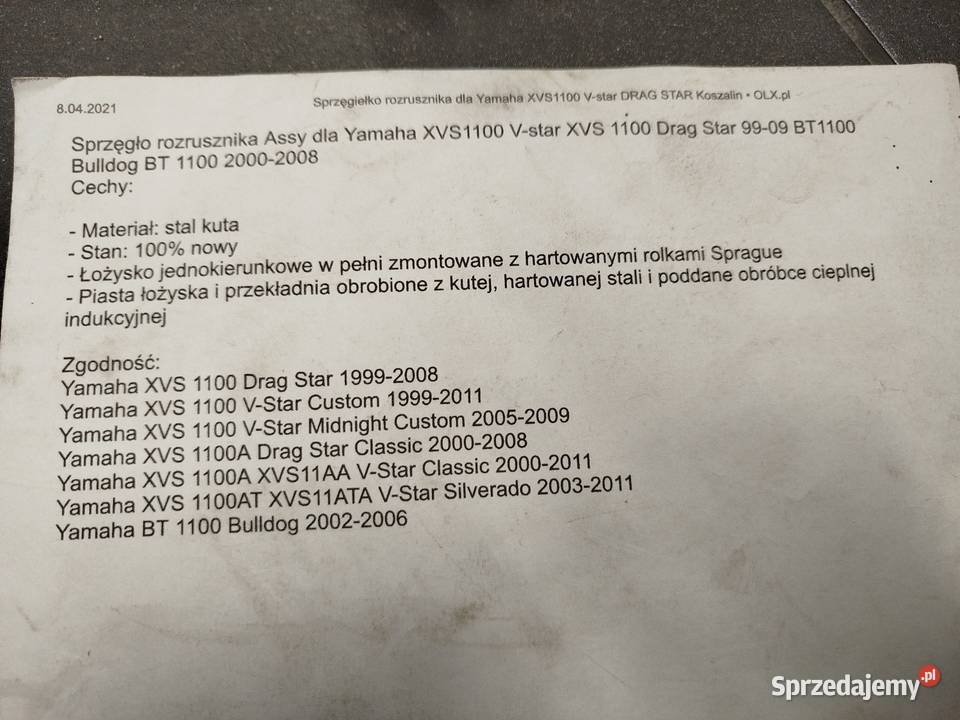 8.04.2021
Sprzęgiełko rozrusznika dla Yamaha XVS1100 V-star DRAG STAR Koszalin • OLX.pl
Sprzęgło rozrusznika Assy dla Yamaha XVS1100 V-star XVS 1100 Drag Star 99-09 BT1100
Bulldog BT 1100 2000-2008
Cechy:
- Materiał: stal kuta
- Stan: 100% nowy
- Łożysko jednokierunkowe w pełni zmontowane z hartowanymi rolkami Sprague
- Piasta łożyska i przekładnia obrobione z kutej, hartowanej stali i poddane obróbce cieplnej
indukcyjnej
Zgodność:
Yamaha XVS 1100 Drag Star 1999-2008
Yamaha XVS 1100 V-Star Custom 1999-2011
Yamaha XVS 1100 V-Star Midnight Custom 2005-2009
Yamaha XVS 1100A Drag Star Classic 2000-2008
Yamaha XVS 1100A XVS11AA V-Star Classic 2000-2011
Yamaha XVS 1100AT XVS11ATA V-Star Silverado 2003-2011
Yamaha BT 1100 Bulldog 2002-2006
Sprzedajemy.pl